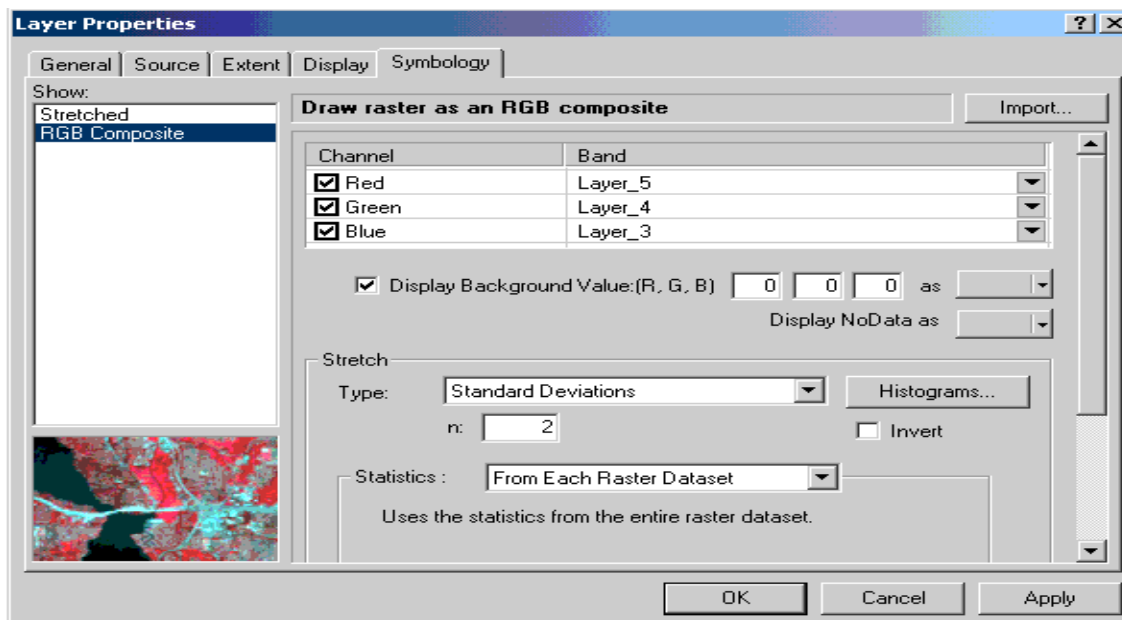 Layer Properties
General Source Extent Display Symbology
Show:
Stretched
RGB Composite
Draw raster as an RGB composite
Import...
Channel Band
Red Layer_5
Green Layer_4
Blue Layer_3
Display Background Value:(R, G, B) 0 0 0 as
Display NoData as
Stretch
Type: Standard Deviations Histograms...
n: 2 Invert
Statistics : From Each Raster Dataset
Uses the statistics from the entire raster dataset.
OK Cancel Apply